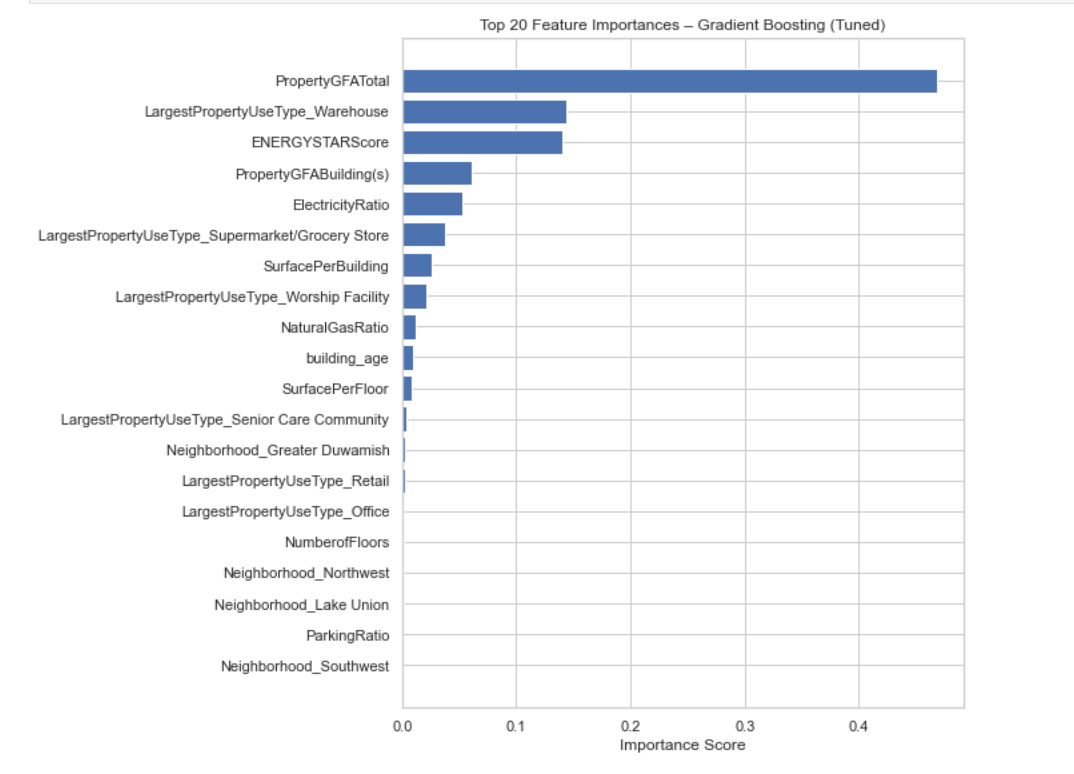 Top 20 Feature Importances – Gradient Boosting (Tuned)
PropertyGFATotal
LargestPropertyUseType_Warehouse
ENERGYSTARScore
PropertyGFABuilding(s)
ElectricityRatio
LargestPropertyUseType_Supermarket/Grocery Store
SurfacePerBuilding
LargestPropertyUseType_Worship Facility
NaturalGasRatio
building_age
SurfacePerFloor
LargestPropertyUseType_Senior Care Community
Neighborhood_Greater Duwamish
LargestPropertyUseType_Retail
LargestPropertyUseType_Office
NumberofFloors
Neighborhood_Northwest
Neighborhood_Lake Union
ParkingRatio
Neighborhood_Southwest
0.0 0.1 0.2 0.3 0.4
Importance Score